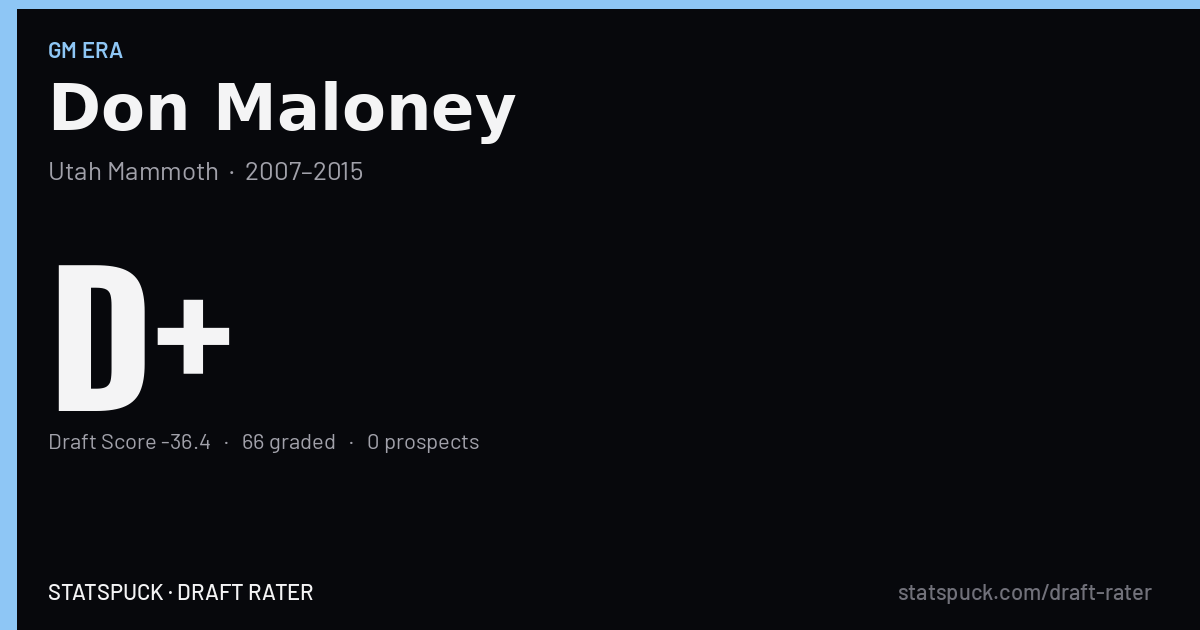 GM ERA
Don Maloney
Utah Mammoth · 2007–2015
D+
Draft Score -36.4 · 66 graded · 0 prospects
STATSPUCK · DRAFT RATER
statspuck.com/draft-rater